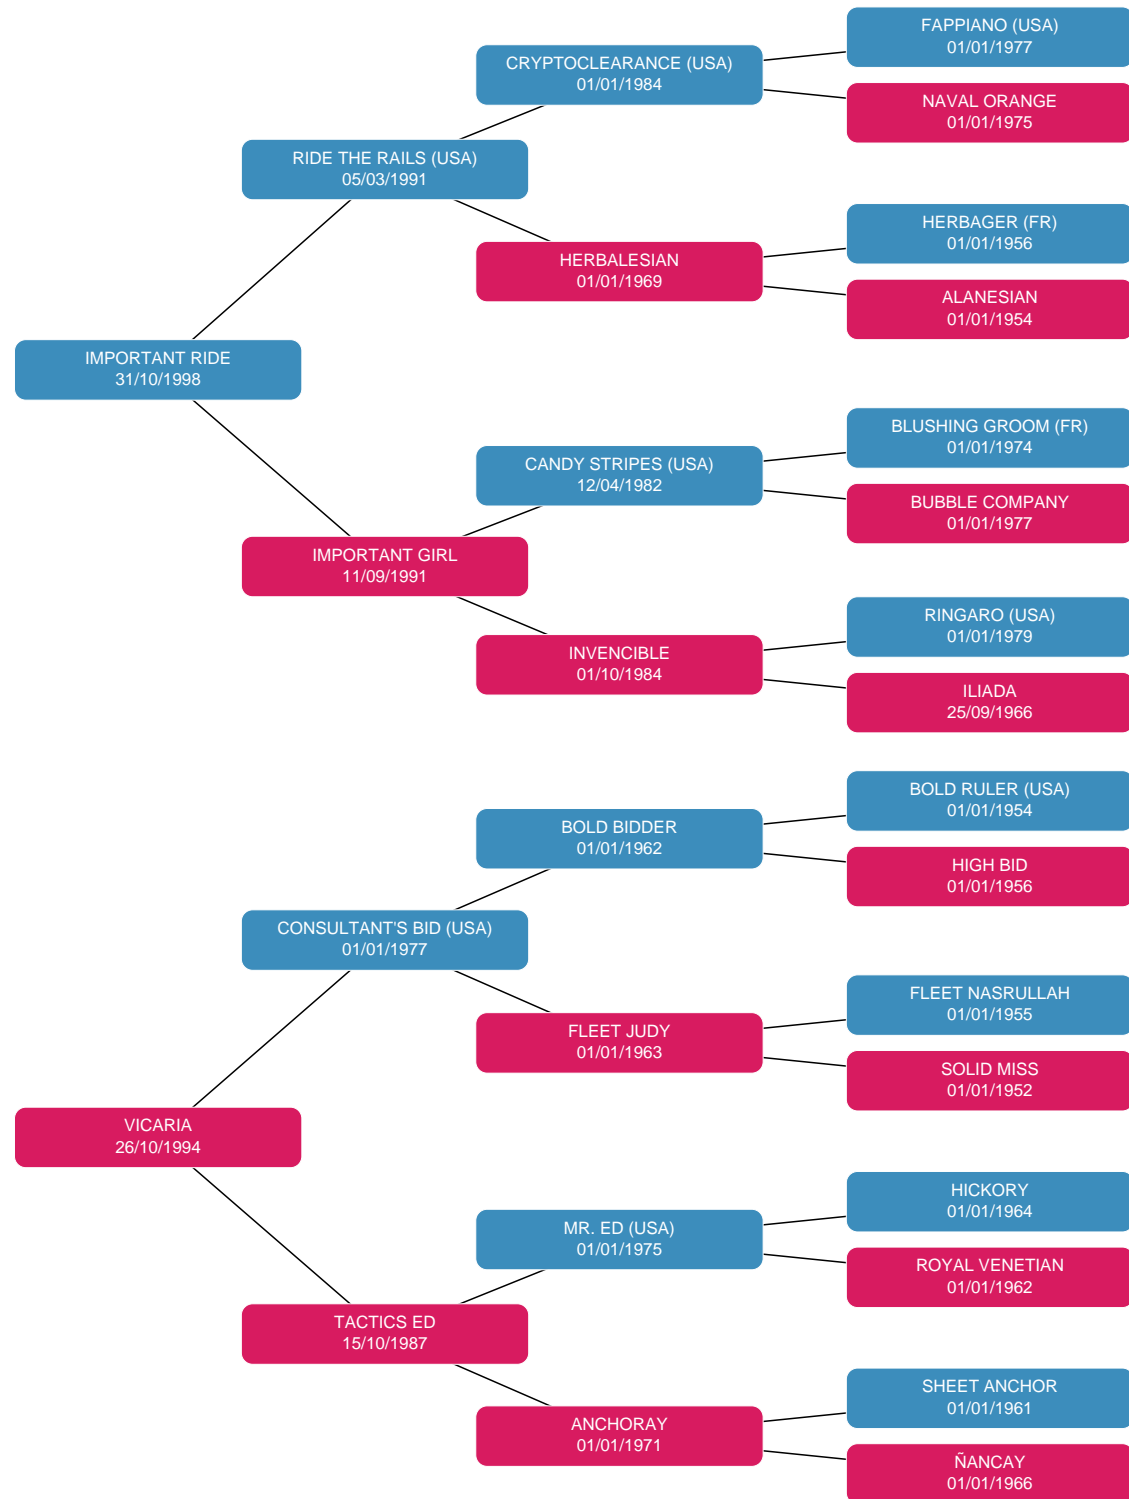 FAPPIANO (USA)
01/01/1977
CRYPTOCLEARANCE (USA)
01/01/1984
NAVAL ORANGE
01/01/1975
RIDE THE RAILS (USA)
05/03/1991
HERBAGER (FR)
01/01/1956
HERBALESIAN
01/01/1969
ALANESIAN
01/01/1954
IMPORTANT RIDE
31/10/1998
BLUSHING GROOM (FR)
01/01/1974
CANDY STRIPES (USA)
12/04/1982
BUBBLE COMPANY
01/01/1977
IMPORTANT GIRL
11/09/1991
RINGARO (USA)
01/01/1979
INVENCIBLE
01/10/1984
ILIADA
25/09/1966
BOLD RULER (USA)
01/01/1954
BOLD BIDDER
01/01/1962
HIGH BID
01/01/1956
CONSULTANT'S BID (USA)
01/01/1977
FLEET NASRULLAH
01/01/1955
FLEET JUDY
01/01/1963
SOLID MISS
01/01/1952
VICARIA
26/10/1994
HICKORY
01/01/1964
MR. ED (USA)
01/01/1975
ROYAL VENETIAN
01/01/1962
TACTICS ED
15/10/1987
SHEET ANCHOR
01/01/1961
ANCHORAY
01/01/1971
ÑANCAY
01/01/1966